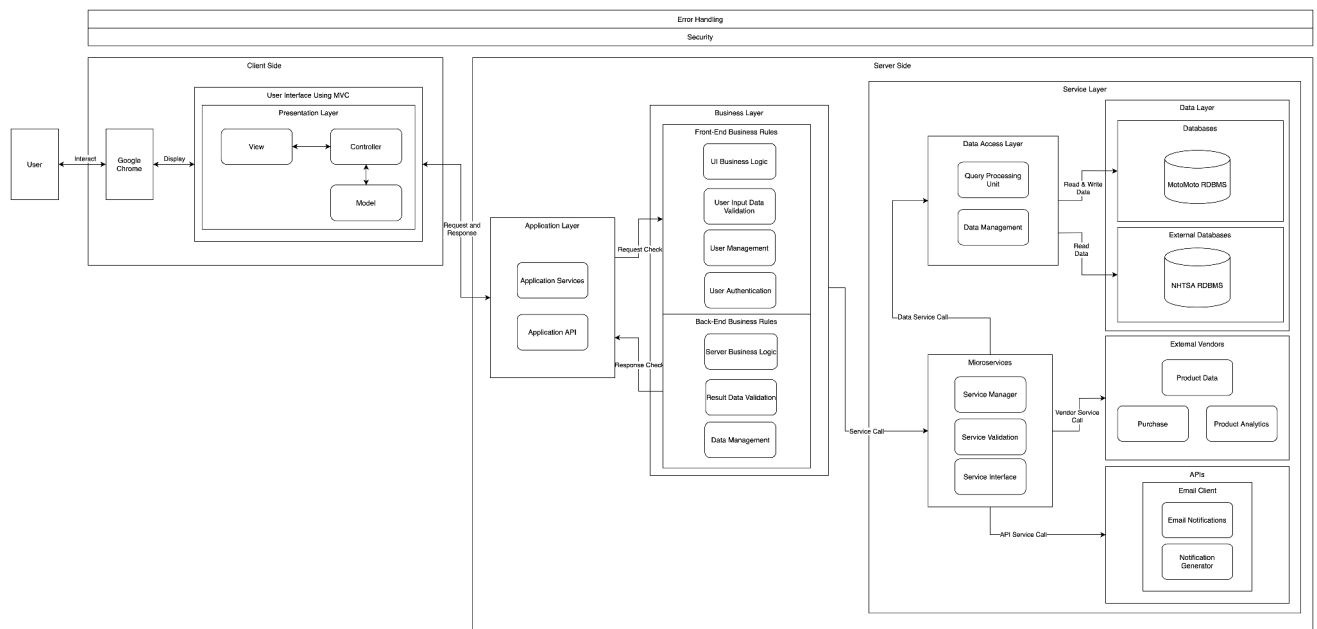 Error Handling
Security
Client Side
Server Side
User Interface Using MVC
Presentation Layer
View
Controller
Model
User
Interact
Google
Chrome
Display
Request and
Response
Application Layer
Application Services
Application API
Request Check
Response Check
Business Layer
Front-End Business Rules
UI Business Logic
User Input Data
Validation
User Management
User Authentication
Back-End Business Rules
Server Business Logic
Result Data Validation
Data Management
Service Call
Service Layer
Data Access Layer
Query Processing
Unit
Data Management
Data Service Call
Read & Write
Data
Read
Data
Data Layer
Databases
MotoMoto RDBMS
External Databases
NHTSA RDBMS
Microservices
Service Manager
Service Validation
Service Interface
Vendor Service
Call
API Service Call
External Vendors
Product Data
Purchase
Product Analytics
APIs
Email Client
Email Notifications
Notification
Generator